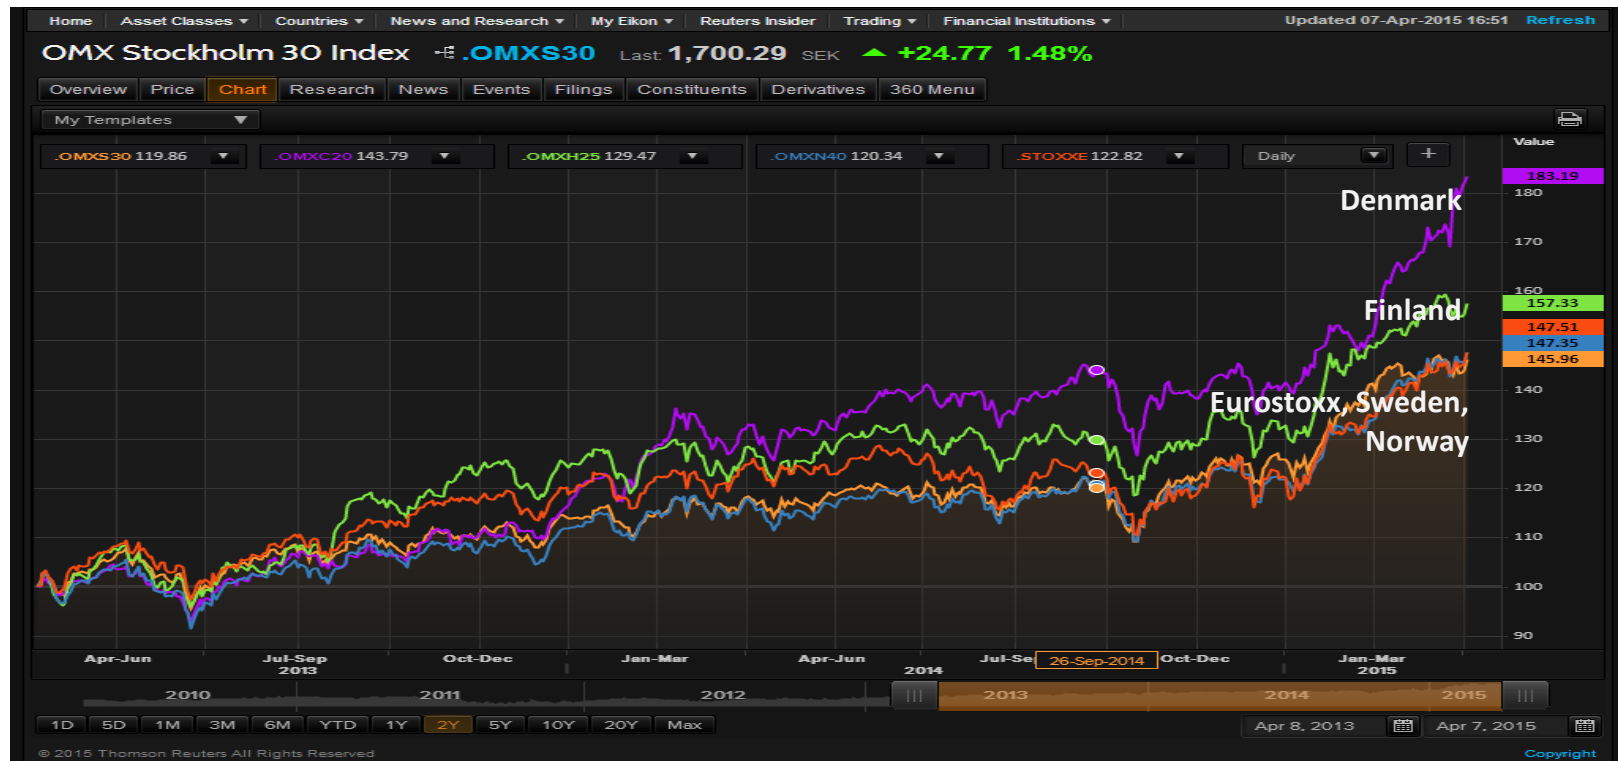 Home Asset Classes Countries News and Research My Eikon Reuters Insider Trading Financial Institutions Updated 07-Apr-2015 16:51 Refresh
OMX Stockholm 30 Index .OMXS30 Last 1,700.29 SEK +24.77 1.48%
Overview Price Chart Research News Events Filings Constituents Derivatives 360 Menu
My Templates
Value
.OMXS30 119.86 .OMXC20 143.79 .OMXH25 129.47 .OMXN40 120.34 .STOXXE 122.82 Daily +
183.19
180
Denmark
170
160
157.33
Finland
147.51
147.35
145.96
140
Eurostoxx, Sweden,
Norway
130
120
110
100
90
Apr-Jun Jul-Sep Oct-Dec Jan-Mar Apr-Jun Jul-Se 26-Sep-2014 Oct-Dec Jan-Mar
2013 2014 2015
2010 2011 2012 2013 2014 2015
1D 5D 1M 3M 6M YTD 1Y 2Y 5Y 10Y 20Y Max Apr 8, 2013 Apr 7, 2015
© 2015 Thomson Reuters All Rights Reserved Copyright